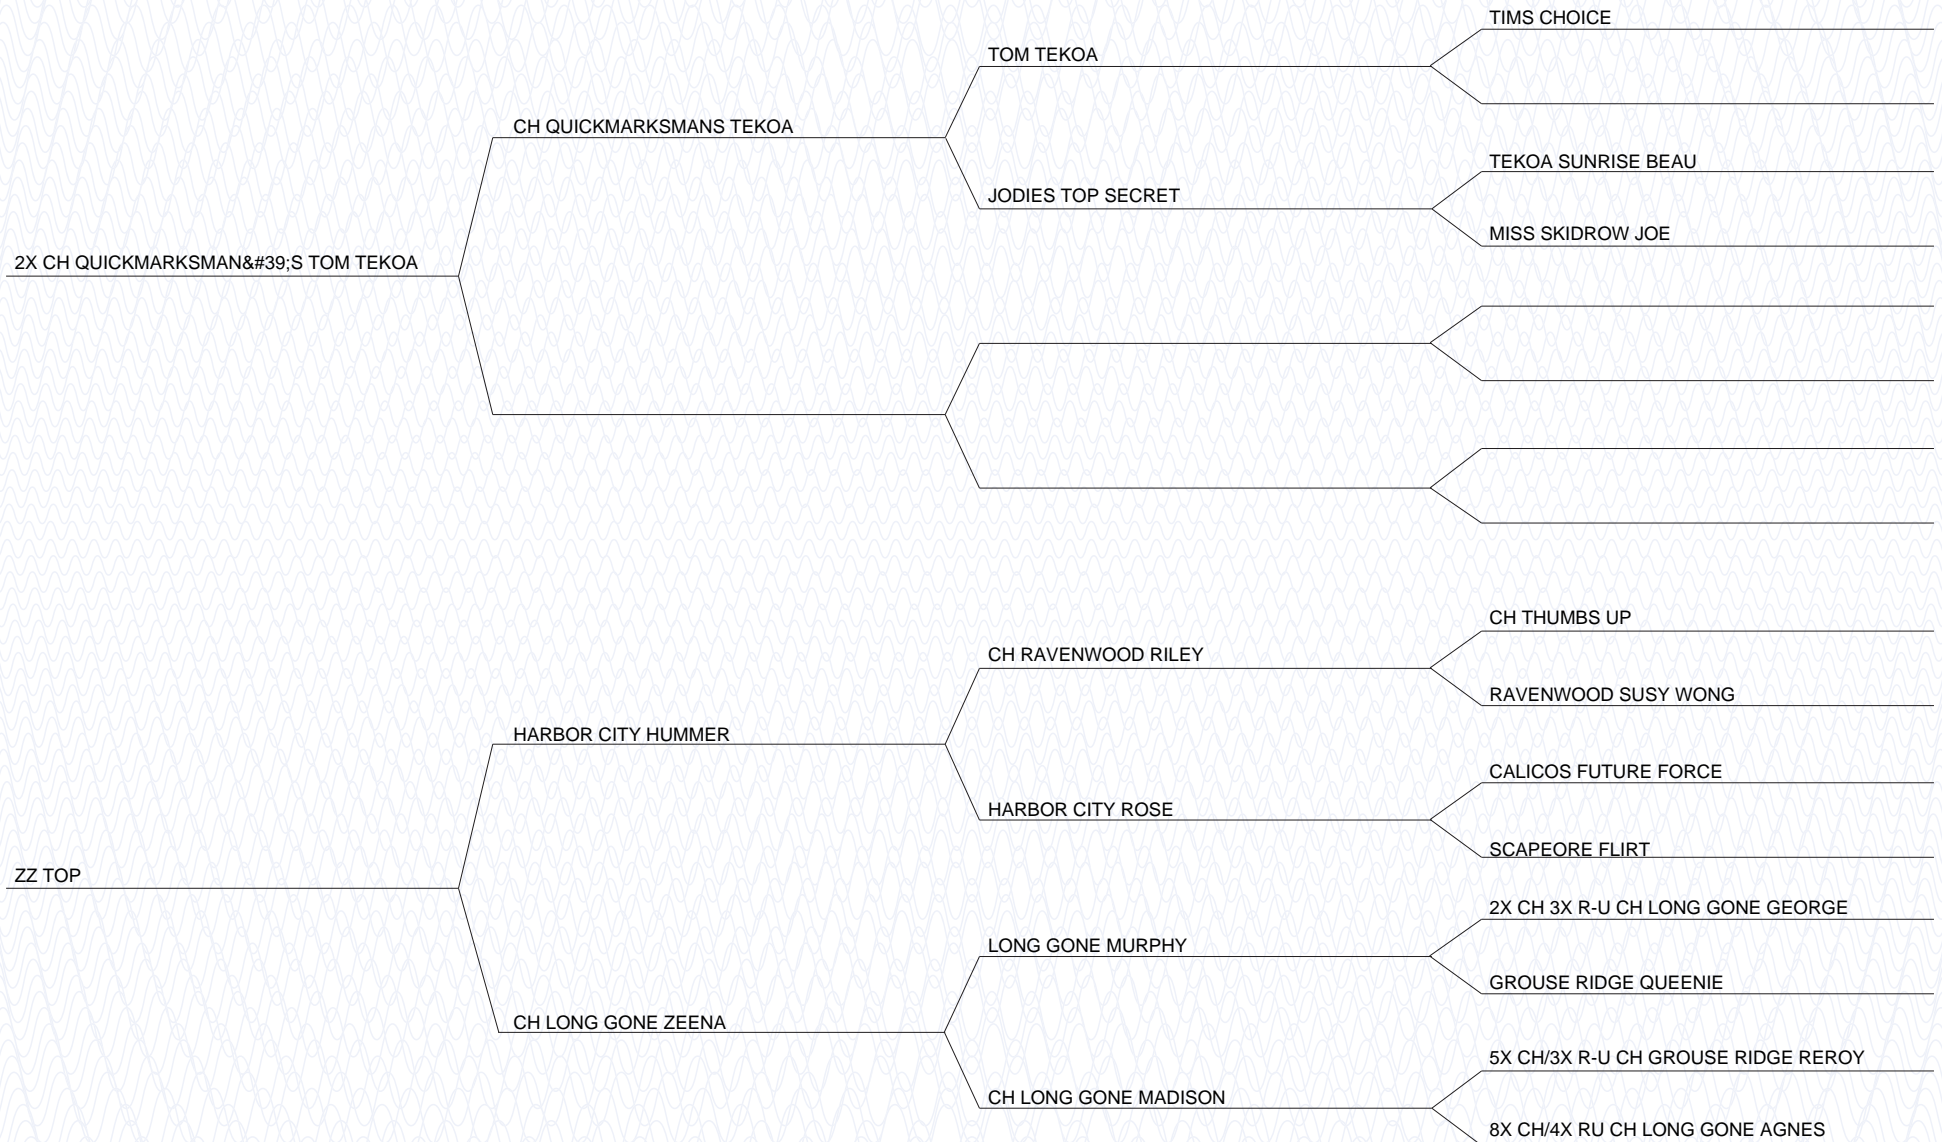 TIMS CHOICE
TOM TEKOA
CH QUICKMARKSMANS TEKOA
TEKOA SUNRISE BEAU
JODIES TOP SECRET
MISS SKIDROW JOE
2X CH QUICKMARKSMAN&#39;S TOM TEKOA
CH THUMBS UP
CH RAVENWOOD RILEY
RAVENWOOD SUSY WONG
HARBOR CITY HUMMER
CALICOS FUTURE FORCE
HARBOR CITY ROSE
SCAPEORE FLIRT
ZZ TOP
2X CH 3X R-U CH LONG GONE GEORGE
LONG GONE MURPHY
GROUSE RIDGE QUEENIE
CH LONG GONE ZEENA
5X CH/3X R-U CH GROUSE RIDGE REROY
CH LONG GONE MADISON
8X CH/4X RU CH LONG GONE AGNES